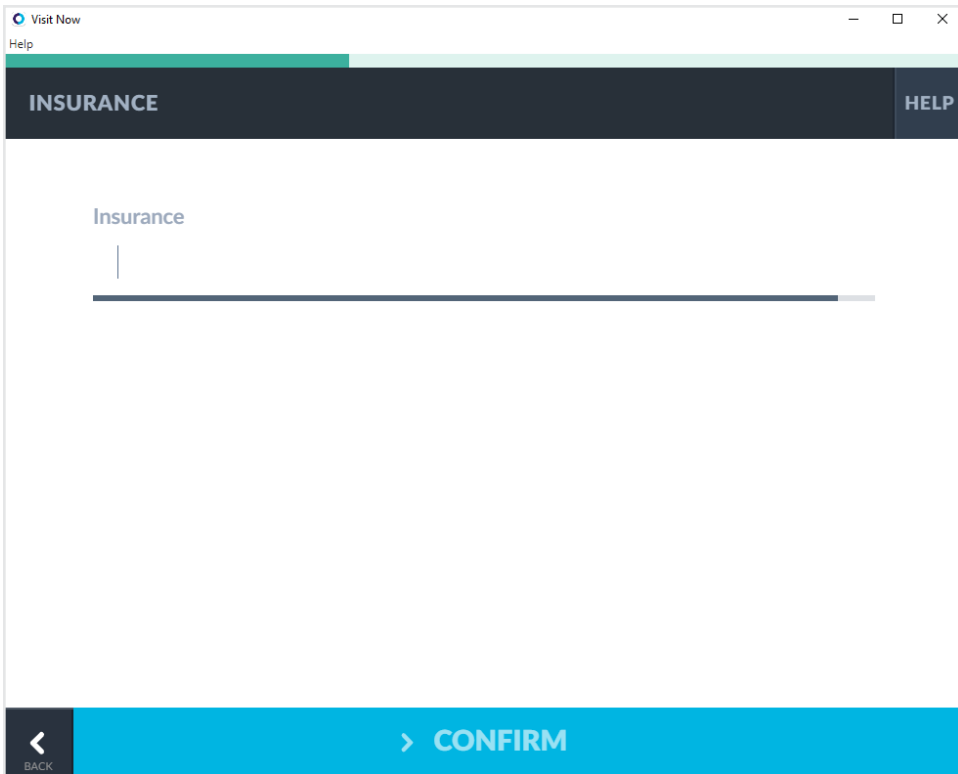 Visit Now
Help
INSURANCE
HELP
Insurance
BACK
CONFIRM